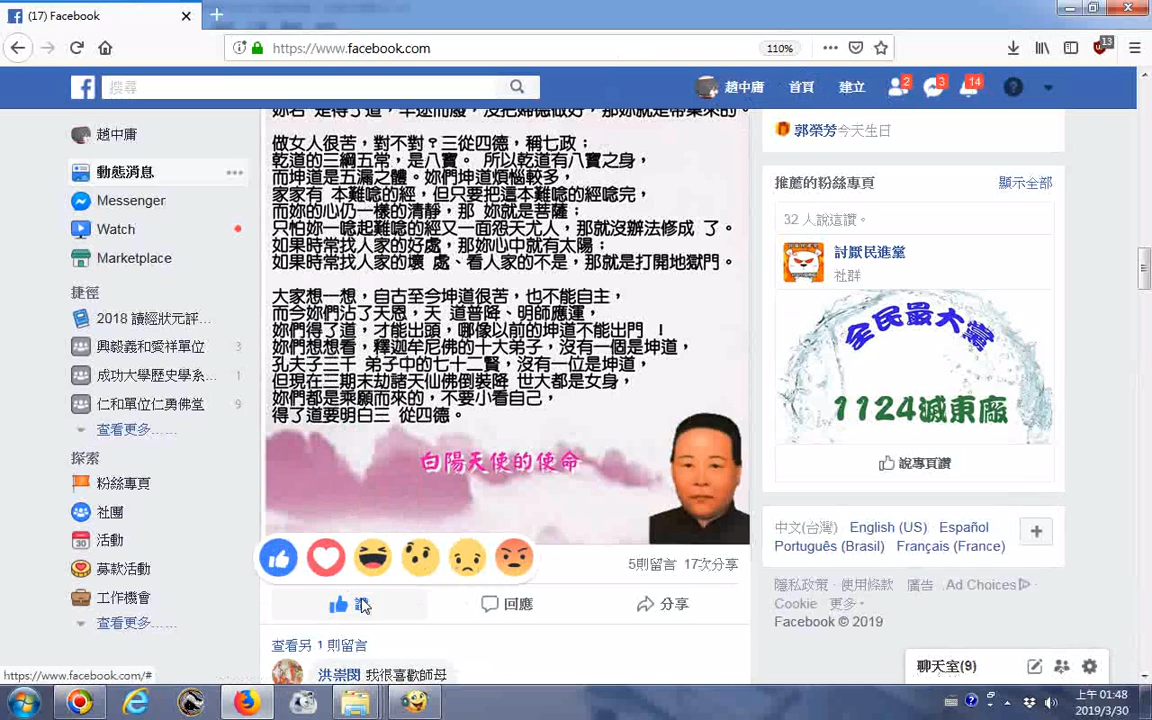 (17) Facebook
https://www.facebook.com
110%
13
搜尋
趙中庸
首頁
建立
2
3
14
趙中庸
動態消息
Messenger
Watch
Marketplace
捷徑
2018 讀經狀元評...
興毅義和愛祥單位 3
成功大學歷史學系... 1
仁和單位仁勇佛堂 9
查看更多......
探索
粉絲專頁
社團
活動
募款活動
工作機會
查看更多......
https://www.facebook.com/#
做女人很苦，對不對？三從四德，稱七政；
乾道的三綱五常，是八寶。 所以乾道有八寶之身，
而坤道是五漏之體。妳們坤道煩惱較多，
家家有 本難唸的經，但只要把這本難唸的經唸完，
而妳的心仍一樣的清靜，那 妳就是菩薩；
只怕妳一唸起難唸的經又一面怨天尤人，那就沒辦法修成 了。
如果時常找人家的好處，那妳心中就有太陽；
如果時常找人家的壞 處、看人家的不是，那就是打開地獄門。
大家想一想，自古至今坤道很苦，也不能自主，
而今妳們沾了天恩，天 道普降、明師應運，
妳們得了道，才能出頭，哪像以前的坤道不能出門 ！
妳們想想看，釋迦牟尼佛的十大弟子，沒有一個是坤道，
孔夫子三千 弟子中的七十二賢，沒有一位是坤道，
但現在三期末劫諸天仙佛倒裝降 世大都是女身，
妳們都是乘願而來的，不要小看自己，
得了道要明白三 從四德。
白陽天使的使命
5則留言 17次分享
回應
分享
查看另 1 則留言
洪崇閔 我很喜歡師母
郭榮芳今天生日
推薦的粉絲專頁
顯示全部
32 人說這讚。
討厭民進黨
社群
全民最大黨
1124滅東廠
說專頁讚
中文(台灣) English (US) Español
Português (Brasil) Français (France)
隱私政策 · 使用條款 · 廣告 · Ad Choices
Cookie · 更多
Facebook © 2019
聊天室(9)
上午 01:48
2019/3/30